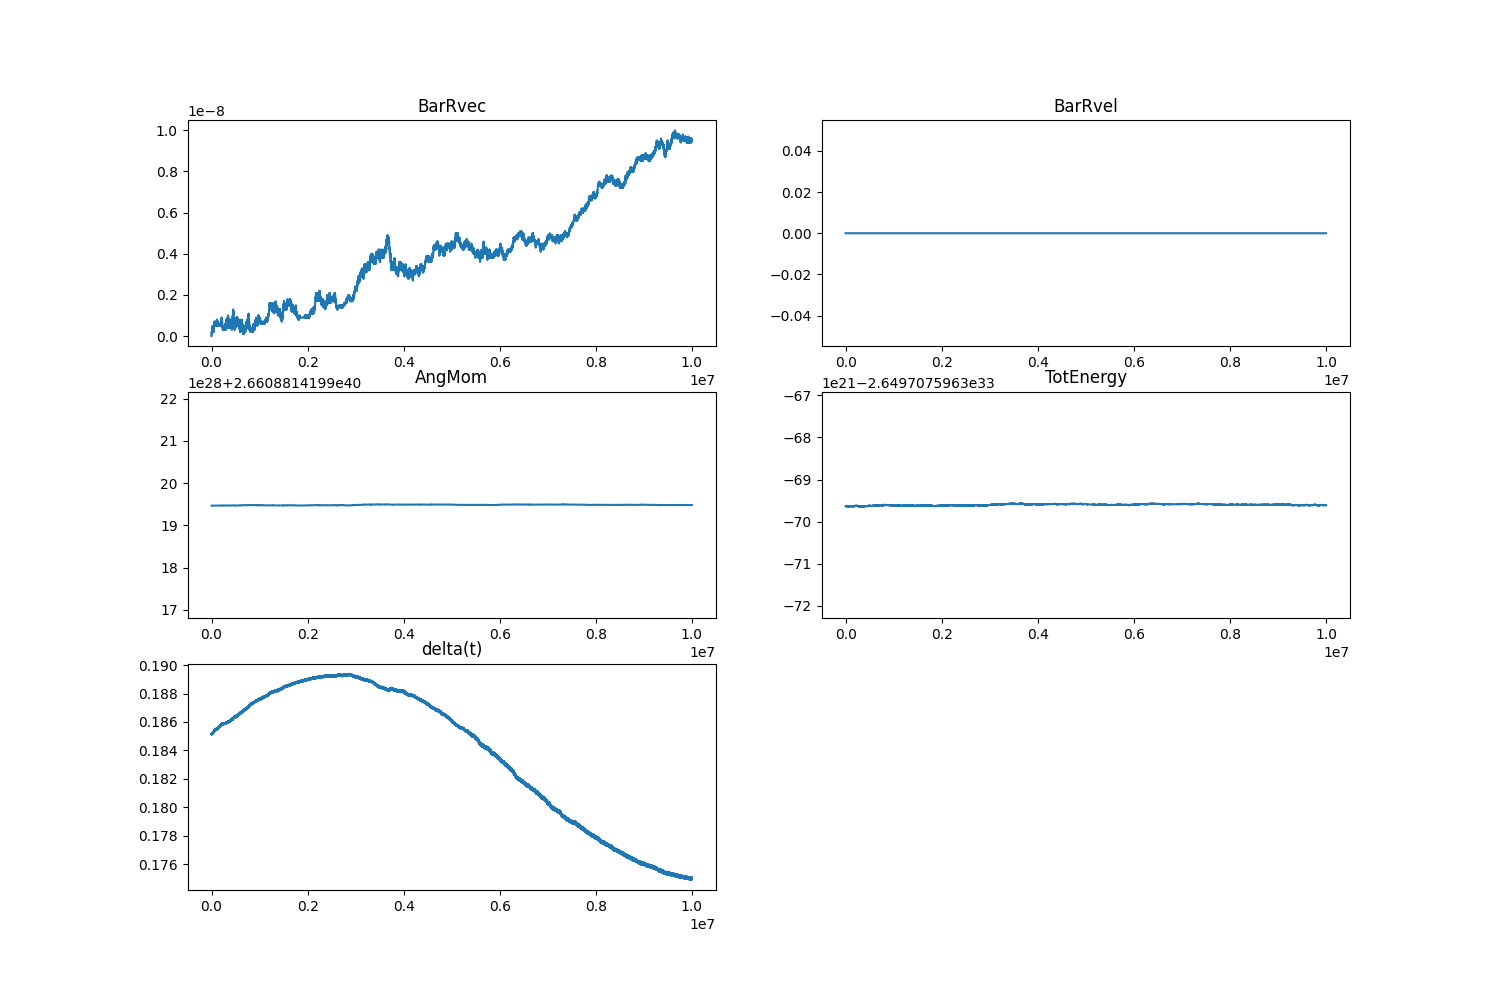 BarRvec
1e−8
1.0
0.8
0.6
0.4
0.2
0.0
0.0 0.2 0.4 0.6 0.8 1.0
1e7
BarRvel
0.04
0.02
0.00
−0.02
−0.04
0.0 0.2 0.4 0.6 0.8 1.0
1e7
AngMom
1e28+2.6608814199e40
22
21
20
19
18
17
0.0 0.2 0.4 0.6 0.8 1.0
1e7
TotEnergy
1e21−2.6497075963e33
−67
−68
−69
−70
−71
−72
0.0 0.2 0.4 0.6 0.8 1.0
1e7
delta(t)
0.190
0.188
0.186
0.184
0.182
0.180
0.178
0.176
0.0 0.2 0.4 0.6 0.8 1.0
1e7